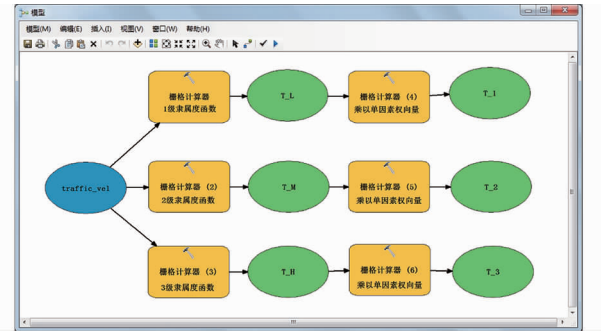 模型
模型(M) 编辑(E) 插入(I) 视图(V) 窗口(W) 帮助(H)
栅格计算器
1级隶属度函数
T_L
栅格计算器 (4)
乘以单因素权向量
T_1
traffic_vel
栅格计算器 (2)
2级隶属度函数
T_M
栅格计算器 (5)
乘以单因素权向量
T_2
栅格计算器 (3)
3级隶属度函数
T_H
栅格计算器 (6)
乘以单因素权向量
T_3